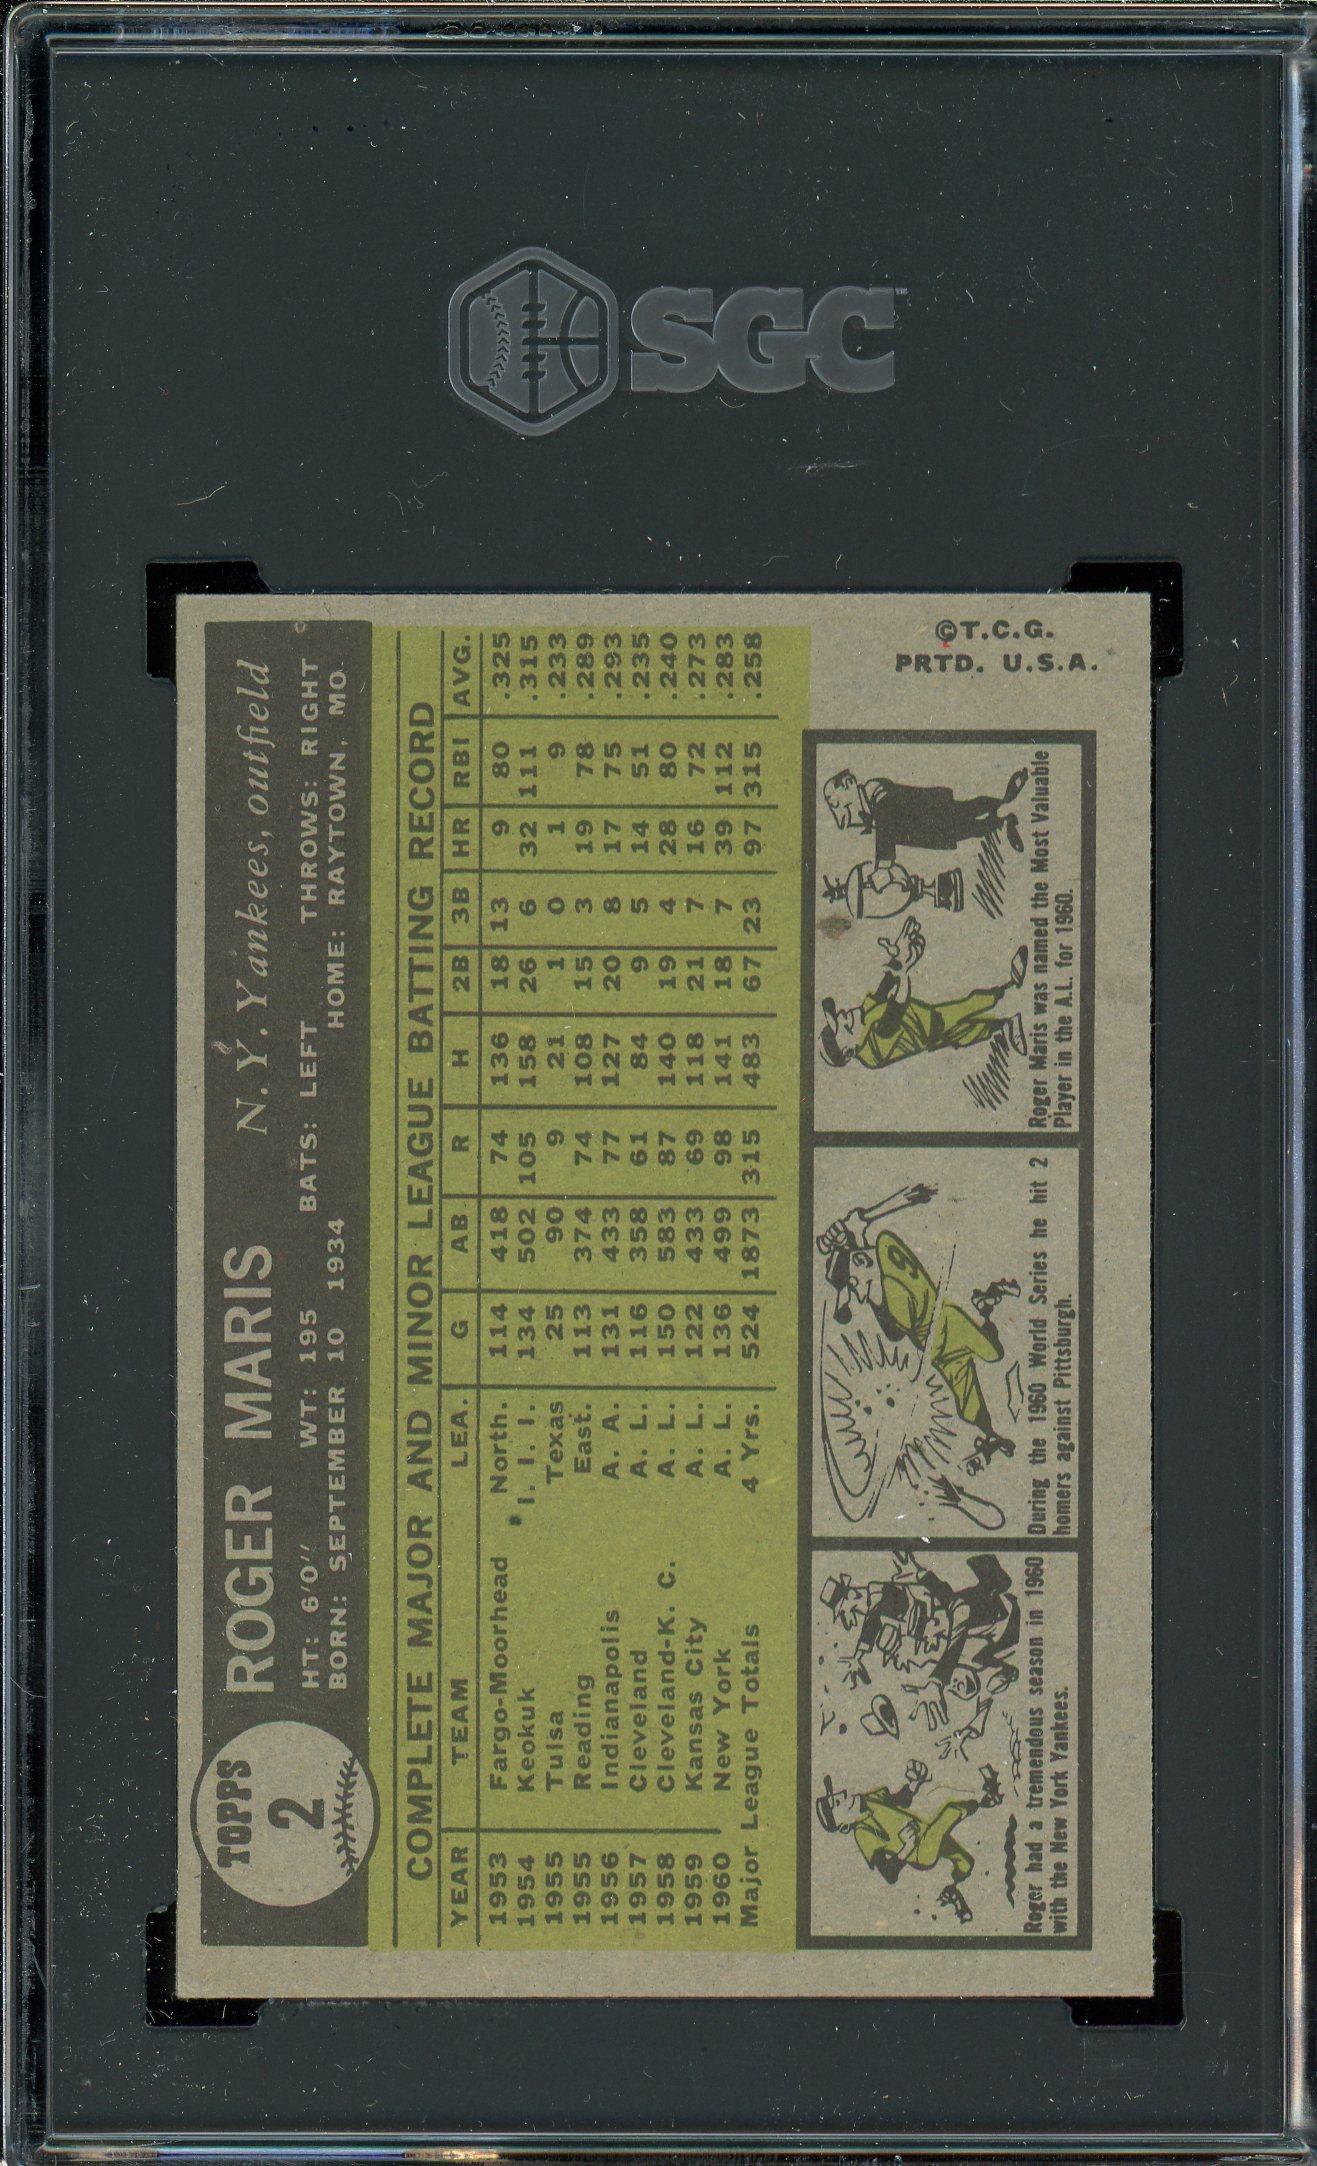 SGC
TOPPS
2
ROGER MARIS N. Y. Yankees, outfield
HT: 6'0" WT: 195 BATS: LEFT THROWS: RIGHT
BORN: SEPTEMBER 10 1934 HOME: RAYTOWN, MO.
COMPLETE MAJOR AND MINOR LEAGUE BATTING RECORD
YEAR TEAM LEA. G AB R H 2B 3B HR RBI AVG.
1953 Fargo-Moorhead North. 114 418 74 136 18 13 9 80 .325
1954 Keokuk I. I. I. 134 502 105 158 26 6 32 111 .315
1955 Tulsa Texas 25 90 9 21 1 0 1 9 .233
1955 Reading East. 113 374 74 108 15 3 19 78 .289
1956 Indianapolis A. A. 131 433 77 127 20 8 17 75 .293
1957 Cleveland A. L. 116 358 61 84 9 5 14 51 .235
1958 Cleveland-K. C. A. L. 150 583 87 140 19 4 28 80 .240
1959 Kansas City A. L. 122 433 69 118 21 7 16 72 .273
1960 New York A. L. 136 499 98 141 18 7 39 112 .283
Major League Totals 4 Yrs. 524 1873 315 483 67 23 97 315 .258
Roger had a tremendous season in 1960
with the New York Yankees.
9
During the 1960 World Series he hit 2
homers against Pittsburgh.
Roger Maris was named the Most Valuable
Player in the A.L. for 1960.
©T.C.G.
PRTD. U.S.A.